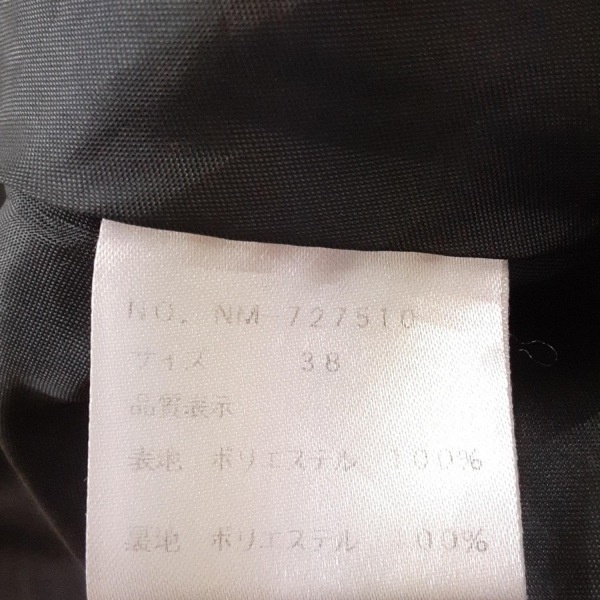 NO. NM-727510
サイズ 38
品質表示
表地 ポリエステル 100%
裏地 ポリエステル 100%